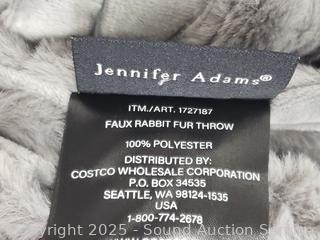 Jennifer Adams®
ITM./ART. 1727187
FAUX RABBIT FUR THROW
100% POLYESTER
DISTRIBUTED BY:
COSTCO WHOLESALE CORPORATION
P.O. BOX 34535
SEATTLE, WA 98124-1535
USA
1-800-774-2678
Copyright 2025 - Sound Auction Service